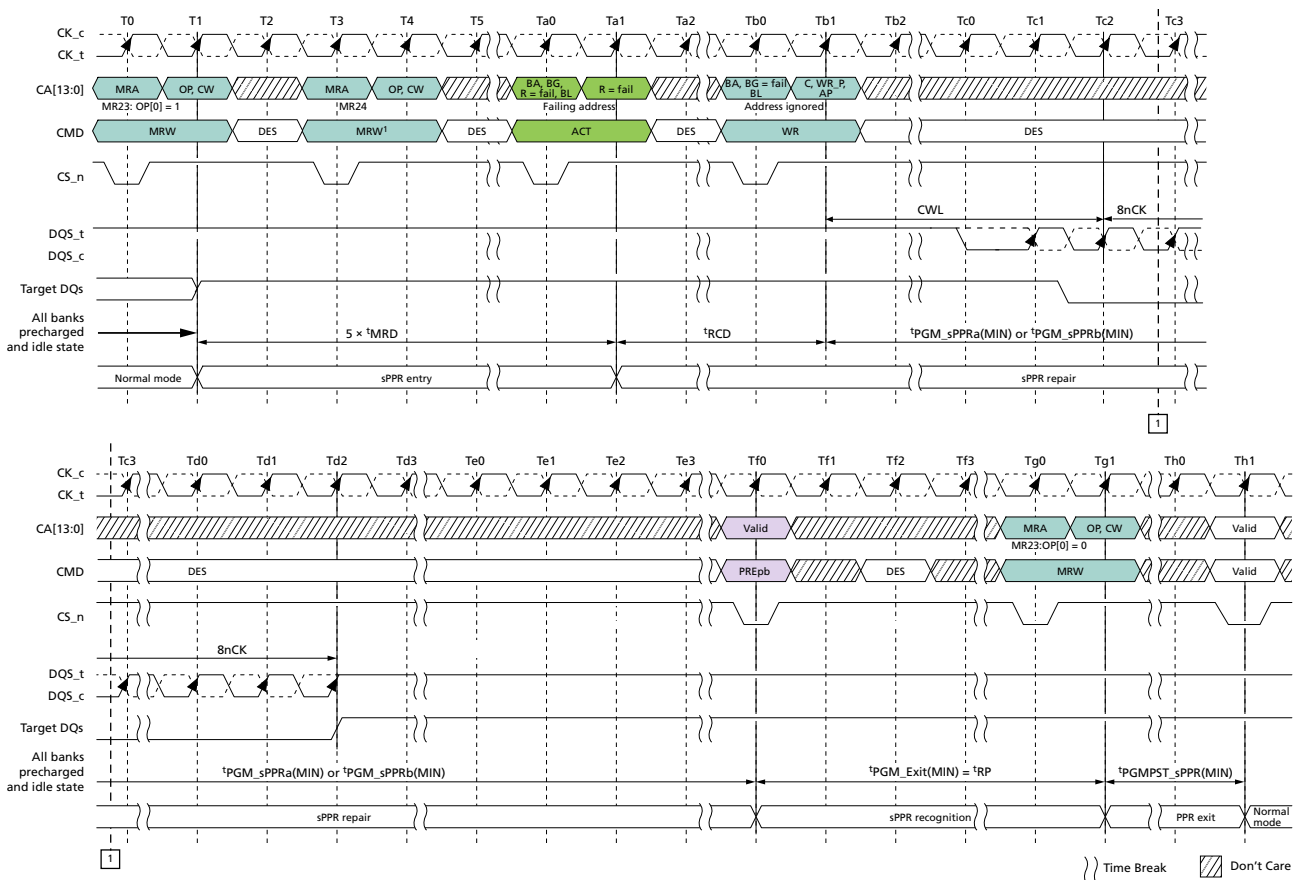 T0 T1 T2 T3 T4 T5 Ta0 Ta1 Ta2 Tb0 Tb1 Tb2 Tc0 Tc1 Tc2 Tc3
1
CK_c
CK_t
CA[13:0]
MRA OP, CW MRA OP, CW BA, BG, R = fail, BL R = fail BA, BG = fail BL C, WR_P, AP
MR23: OP[0] = 1 MR24 Failing address Address ignored
CMD MRW DES MRW1 DES ACT DES WR DES
CS_n
CWL 8nCK
DQS_t
DQS_c
Target DQs
All banks
precharged
and idle state
5 × tMRD tRCD tPGM_sPPRa(MIN) or tPGM_sPPRb(MIN)
Normal mode sPPR entry sPPR repair
1
1
Tc3 Td0 Td1 Td2 Td3 Te0 Te1 Te2 Te3 Tf0 Tf1 Tf2 Tf3 Tg0 Tg1 Th0 Th1
CK_c
CK_t
CA[13:0] Valid MRA OP, CW Valid
MR23:OP[0] = 0
CMD DES PREpb DES MRW Valid
CS_n
8nCK
DQS_t
DQS_c
Target DQs
All banks
precharged
and idle state
tPGM_sPPRa(MIN) or tPGM_sPPRb(MIN) tPGM_Exit(MIN) = tRP tPGMPST_sPPR(MIN)
sPPR repair sPPR recognition PPR exit Normal mode
1
Time Break Don't Care